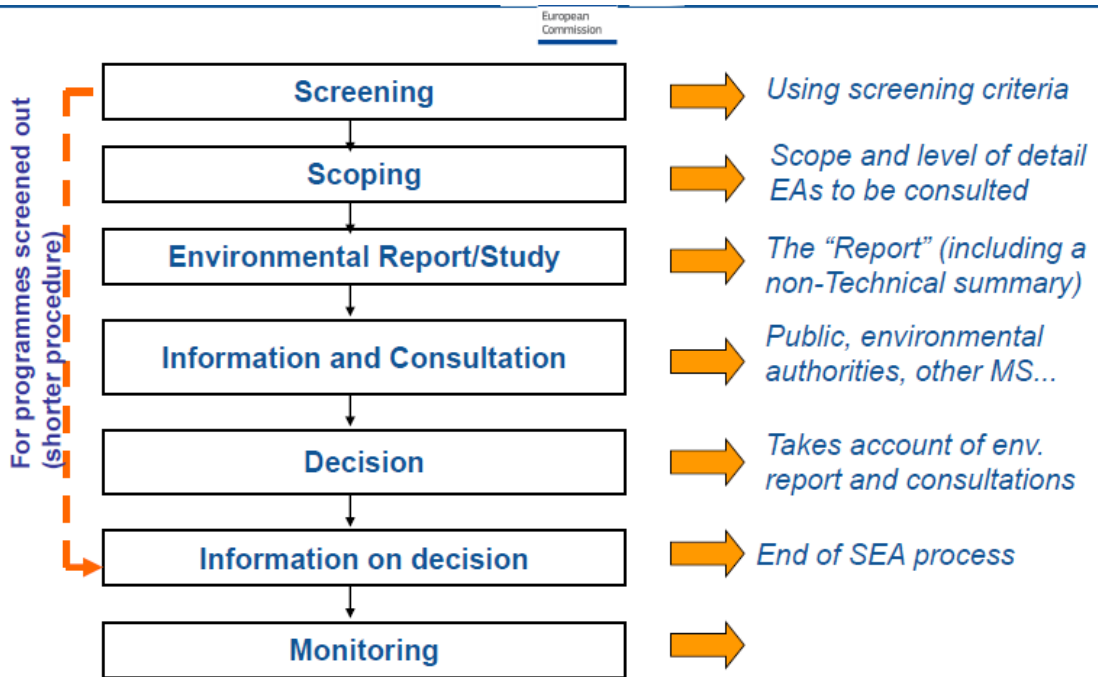 European
Commission
For programmes screened out
(shorter procedure)
Screening
Using screening criteria
Scoping
Scope and level of detail
EAs to be consulted
Environmental Report/Study
The “Report” (including a
non-Technical summary)
Information and Consultation
Public, environmental
authorities, other MS...
Decision
Takes account of env.
report and consultations
Information on decision
End of SEA process
Monitoring